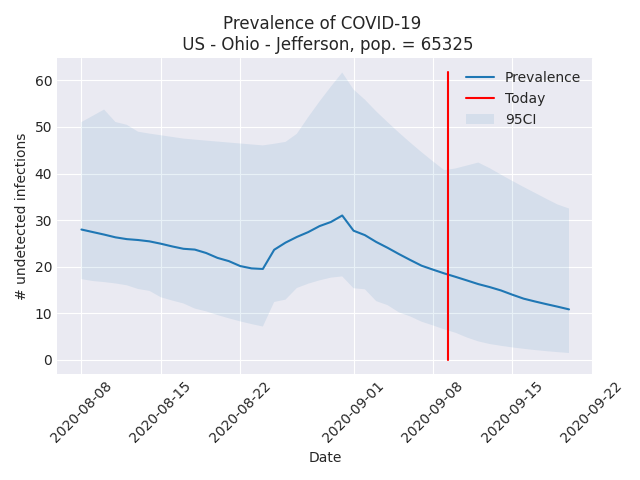 Prevalence of COVID-19
US - Ohio - Jefferson, pop. = 65325
# undetected infections
60
50
40
30
20
10
0
Prevalence
Today
95CI
2020-08-08
2020-08-15
2020-08-22
2020-09-01
2020-09-08
2020-09-15
2020-09-22
Date